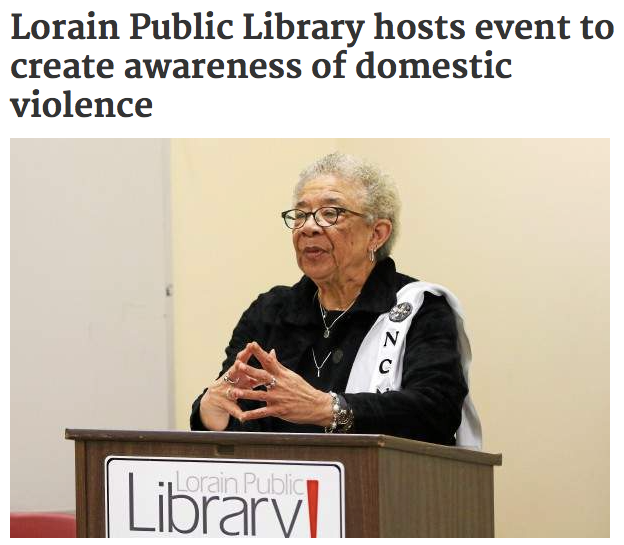 Lorain Public Library hosts event to
create awareness of domestic
violence
N
C
Lorain Public
Library!